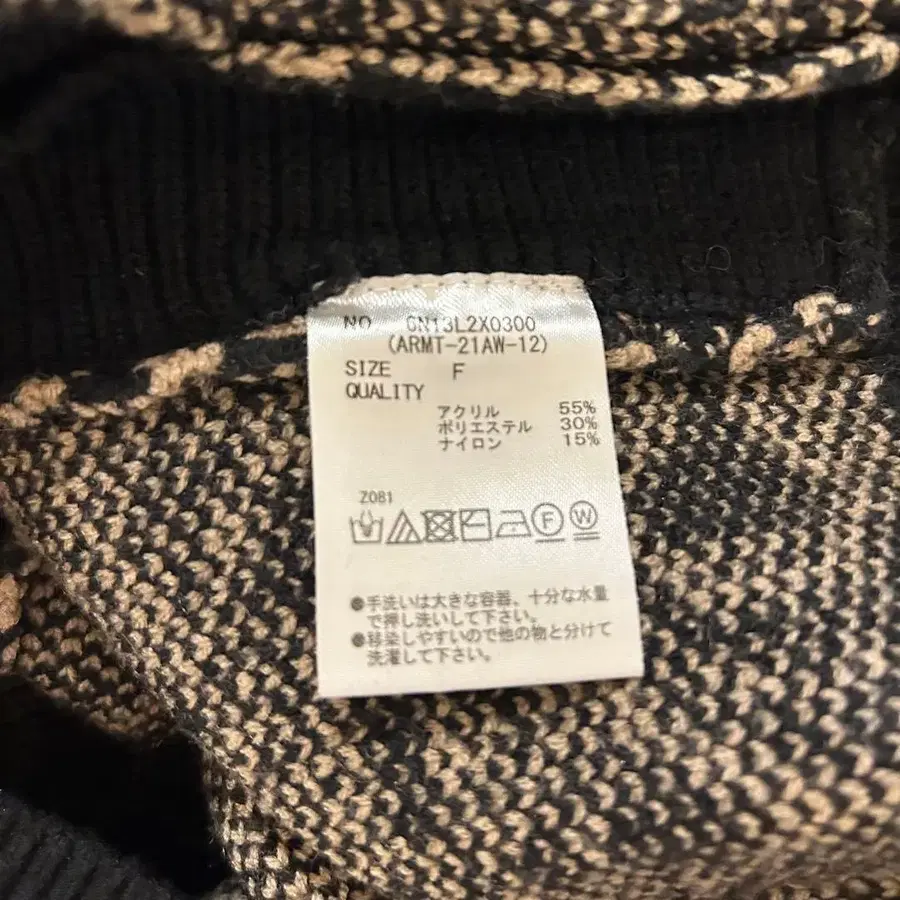 NO 6N13L2X0300
(ARMT-21AW-12)
SIZE F
QUALITY
アクリル 55%
ポリエステル 30%
ナイロン 15%
Z081
F W
●手洗いは大きな容器、十分な水量
で押し洗いして下さい。
●移染しやすいので他の物と分けて
洗濯して下さい。